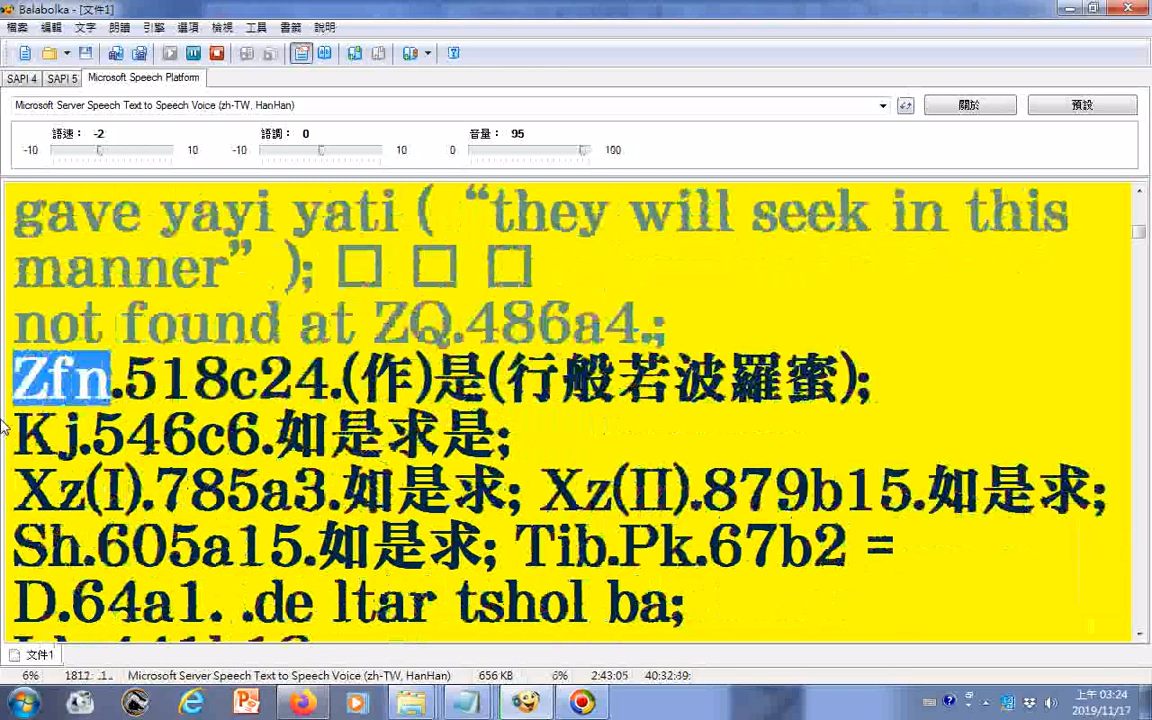 Balabolka - [文件1]
檔案 編輯 文字 朗讀 引擎 選項 檢視 工具 書籤 說明
SAPI 4 SAPI 5 Microsoft Speech Platform
Microsoft Server Speech Text to Speech Voice (zh-TW, HanHan) 關於 預設
語速： -2 語調： 0 音量： 95
-10 10 -10 10 0 100
gave yayi yati ( “they will seek in this
manner” ); □ □ □
not found at ZQ.486a4.;
Zfn.518c24.(作)是(行般若波羅蜜);
Kj.546c6.如是求是;
Xz(I).785a3.如是求; Xz(II).879b15.如是求;
Sh.605a15.如是求; Tib.Pk.67b2 =
D.64a1. .de ltar tshol ba;
文件1
6% Microsoft Server Speech Text to Speech Voice (zh-TW, HanHan) 656 KB 6% 2:43:05 40:32:49
上午 03:24
2019/11/17